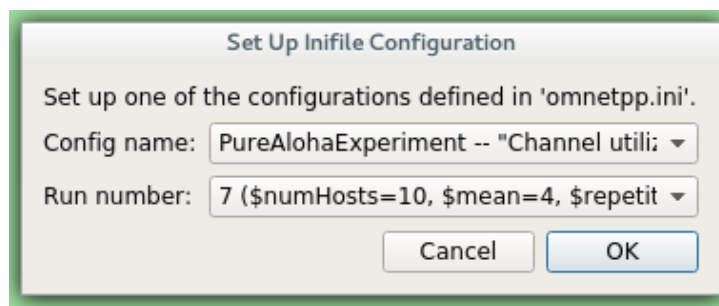 Set Up Inifile Configuration
Set up one of the configurations defined in 'omnetpp.ini'.
Config name: PureAlohaExperiment -- "Channel utiliz
Run number: 7 ($numHosts=10, $mean=4, $repetit
Cancel OK